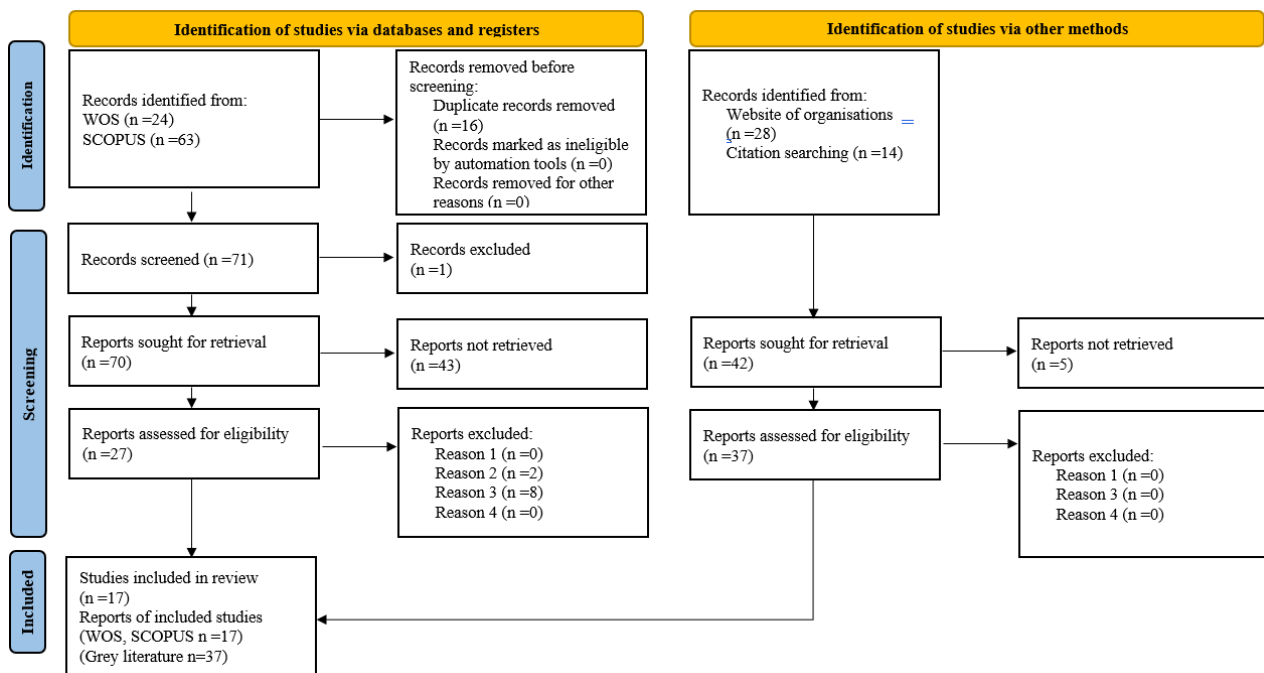 Identification of studies via databases and registers
Identification of studies via other methods
Identification
Records identified from:
WOS (n =24)
SCOPUS (n =63)
Records removed before
screening:
Duplicate records removed
(n =16)
Records marked as ineligible
by automation tools (n =0)
Records removed for other
reasons (n =0)
Records identified from:
Website of organisations
(n =28)
Citation searching (n =14)
Screening
Records screened (n =71)
Records excluded
(n =1)
Reports sought for retrieval
(n =70)
Reports not retrieved
(n =43)
Reports sought for retrieval
(n =42)
Reports not retrieved
(n =5)
Reports assessed for eligibility
(n =27)
Reports excluded:
Reason 1 (n =0)
Reason 2 (n =2)
Reason 3 (n =8)
Reason 4 (n =0)
Reports assessed for eligibility
(n =37)
Reports excluded:
Reason 1 (n =0)
Reason 3 (n =0)
Reason 4 (n =0)
Included
Studies included in review
(n =17)
Reports of included studies
(WOS, SCOPUS n =17)
(Grey literature n=37)